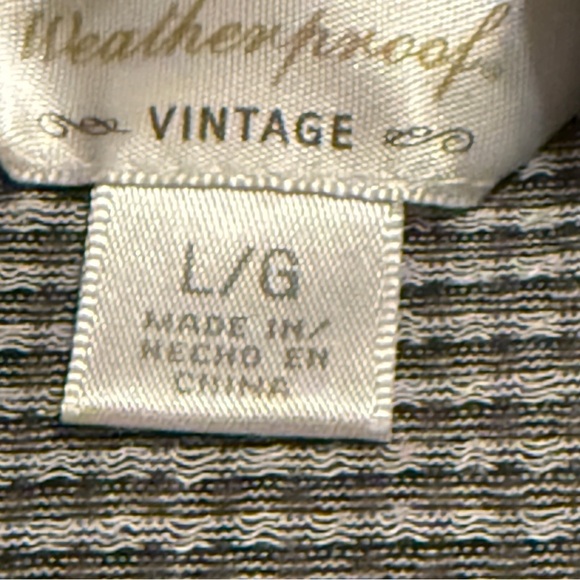 Weatherproof®
VINTAGE
L/G
MADE IN/
HECHO EN
CHINA